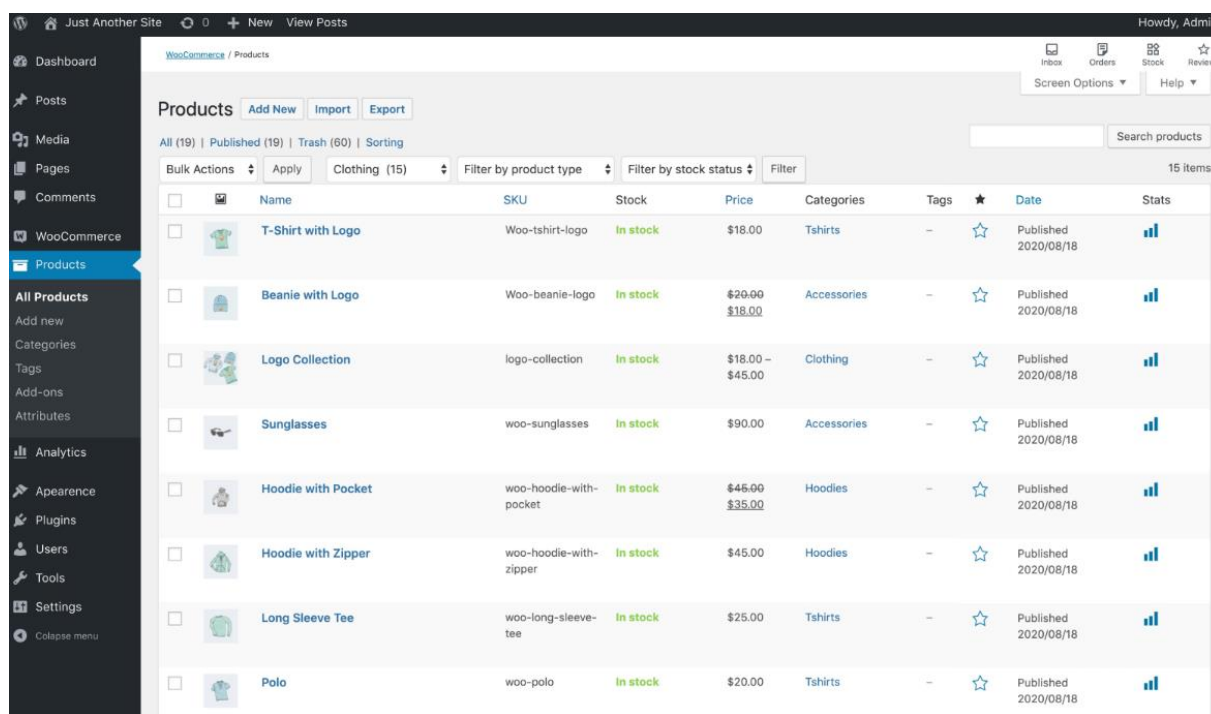 Just Another Site 0 + New View Posts Howdy, Admi
Dashboard
Posts
Media
Pages
Comments
WooCommerce
Products
All Products
Add new
Categories
Tags
Add-ons
Attributes
Analytics
Apearence
Plugins
Users
Tools
Settings
Colapse menu
WooCommerce / Products
Inbox Orders Stock Review
Screen Options ▼ Help ▼
Products Add New Import Export
All (19) | Published (19) | Trash (60) | Sorting
Search products
Bulk Actions Apply Clothing (15) Filter by product type Filter by stock status Filter 15 items
Name SKU Stock Price Categories Tags ★ Date Stats
T-Shirt with Logo Woo-tshirt-logo In stock $18.00 Tshirts – Published
2020/08/18
Beanie with Logo Woo-beanie-logo In stock $20.00 Accessories – Published
$18.00 2020/08/18
Logo Collection logo-collection In stock $18.00 – Clothing – Published
$45.00 2020/08/18
Sunglasses woo-sunglasses In stock $90.00 Accessories – Published
2020/08/18
Hoodie with Pocket woo-hoodie-with- In stock $45.00 Hoodies – Published
pocket $35.00 2020/08/18
Hoodie with Zipper woo-hoodie-with- In stock $45.00 Hoodies – Published
zipper 2020/08/18
Long Sleeve Tee woo-long-sleeve- In stock $25.00 Tshirts – Published
tee 2020/08/18
Polo woo-polo In stock $20.00 Tshirts – Published
2020/08/18